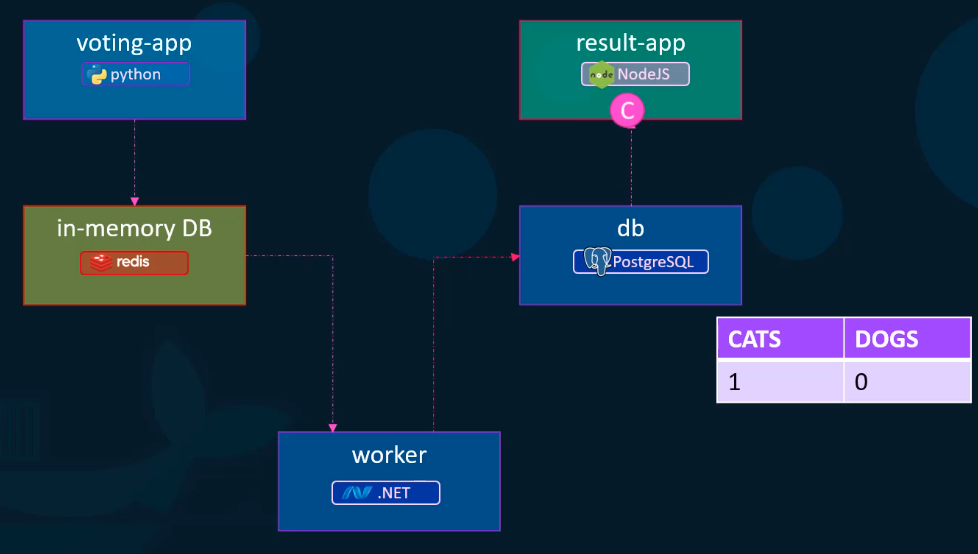 voting-app
python
result-app
node NodeJS
C
in-memory DB
redis
db
PostgreSQL
CATS DOGS
1 0
worker
.NET